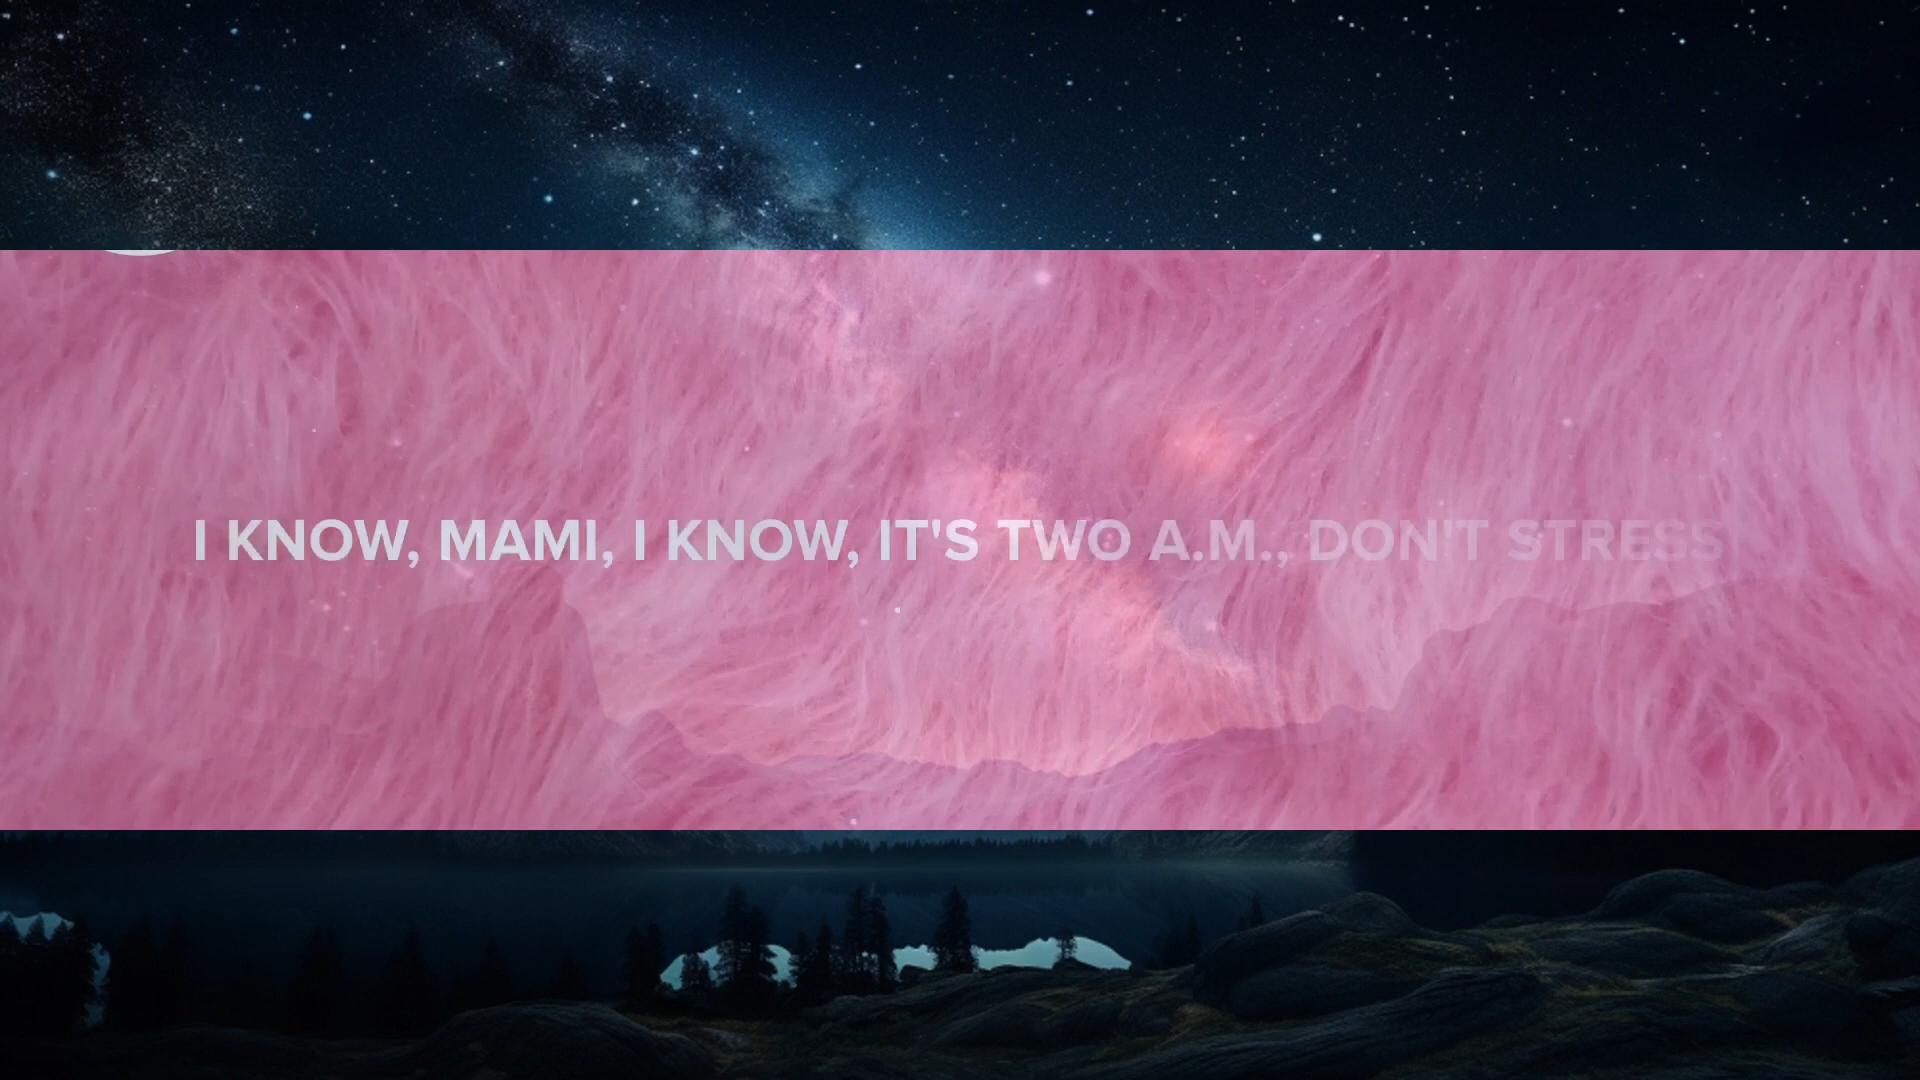 I KNOW, MAMI, I KNOW, IT'S TWO A.M., DON'T STRESS